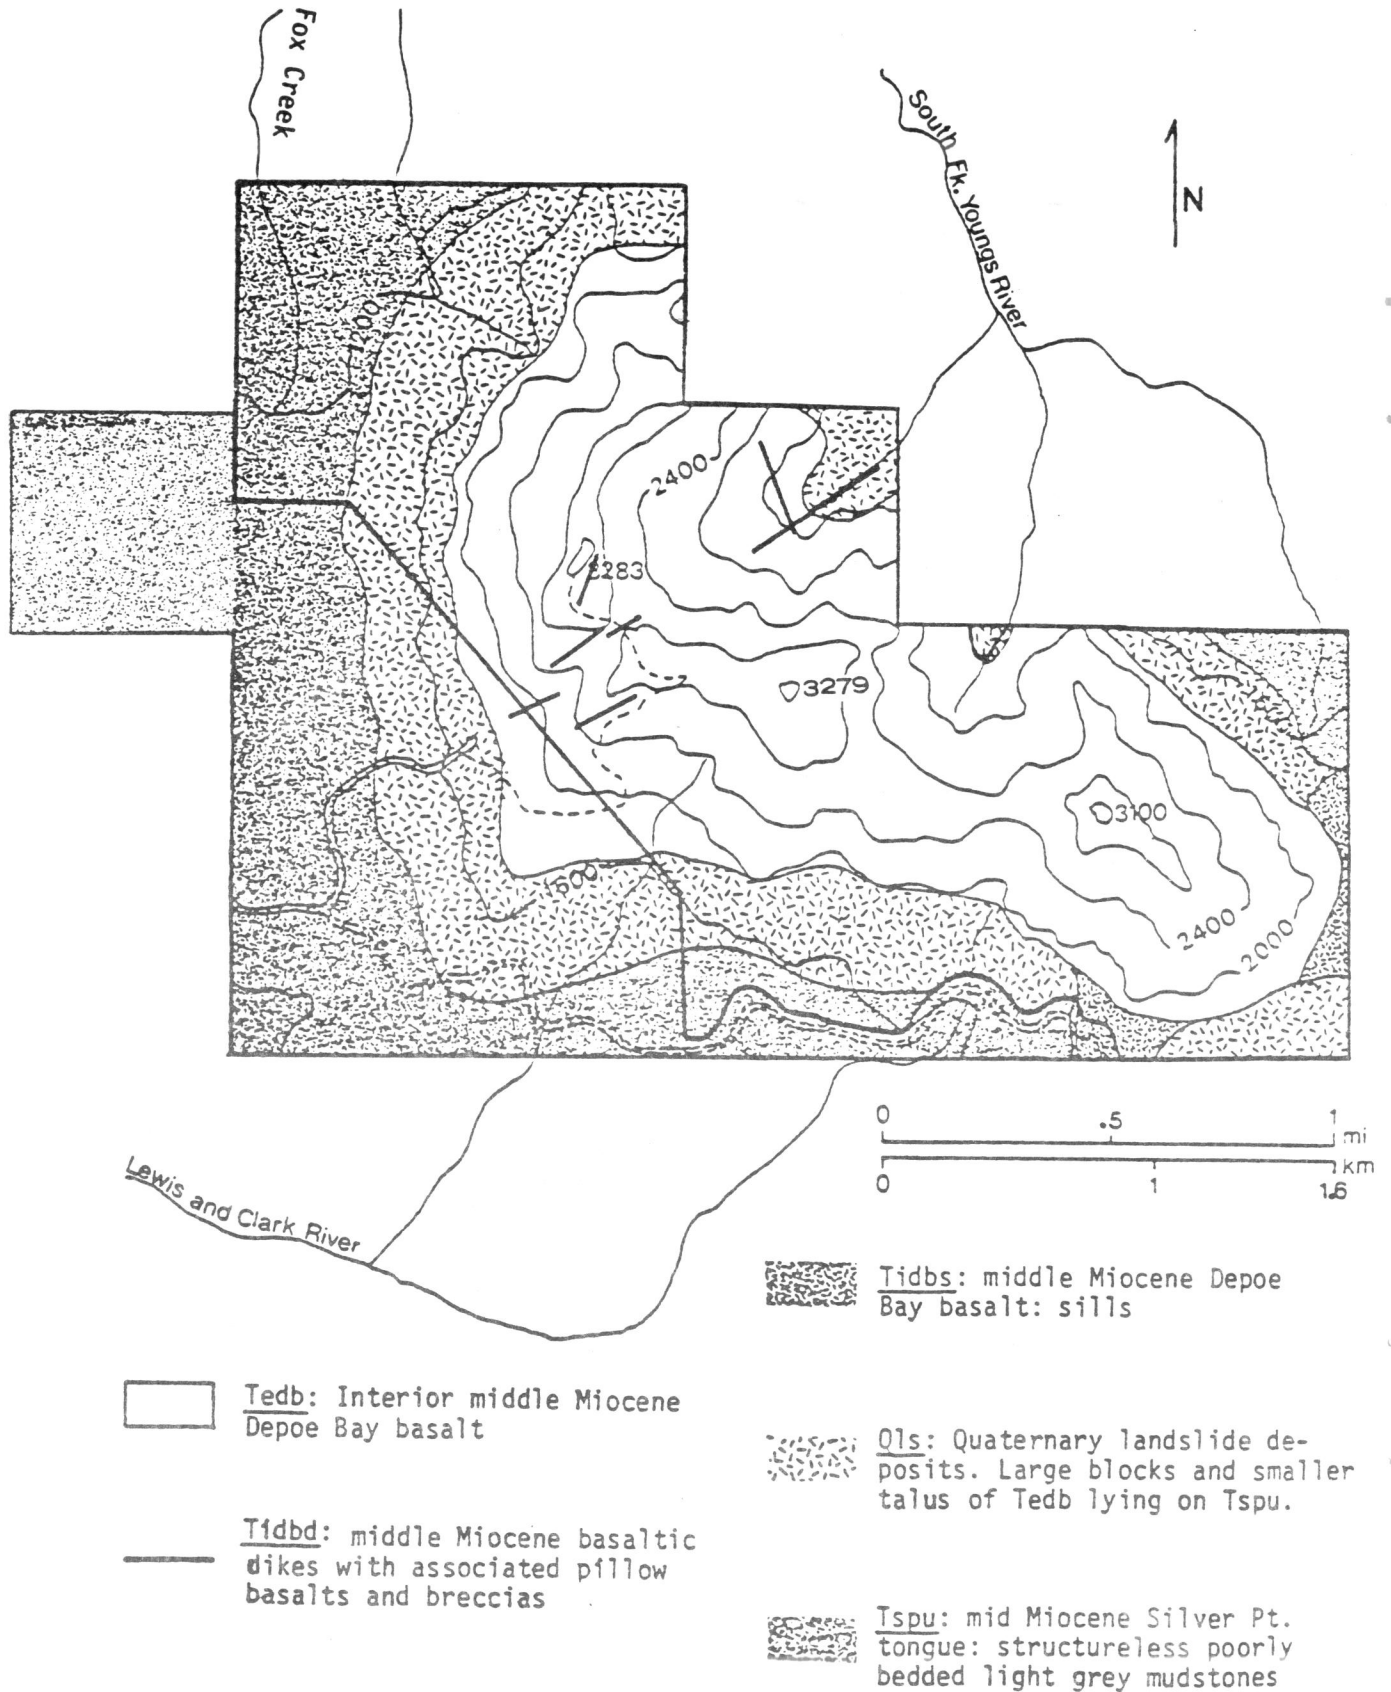 Fox Creek
South Fk. Youngs River
N
1000
2400
3283
3279
3100
1600
2400
2000
0 .5 1 mi
0 1 1.6 km
Lewis and Clark River
Tidbs: middle Miocene Depoe
Bay basalt: sills
Tedb: Interior middle Miocene
Depoe Bay basalt
Qls: Quaternary landslide de-
posits. Large blocks and smaller
talus of Tedb lying on Tspu.
Tidbd: middle Miocene basaltic
dikes with associated pillow
basalts and breccias
Tspu: mid Miocene Silver Pt.
tongue: structureless poorly
bedded light grey mudstones